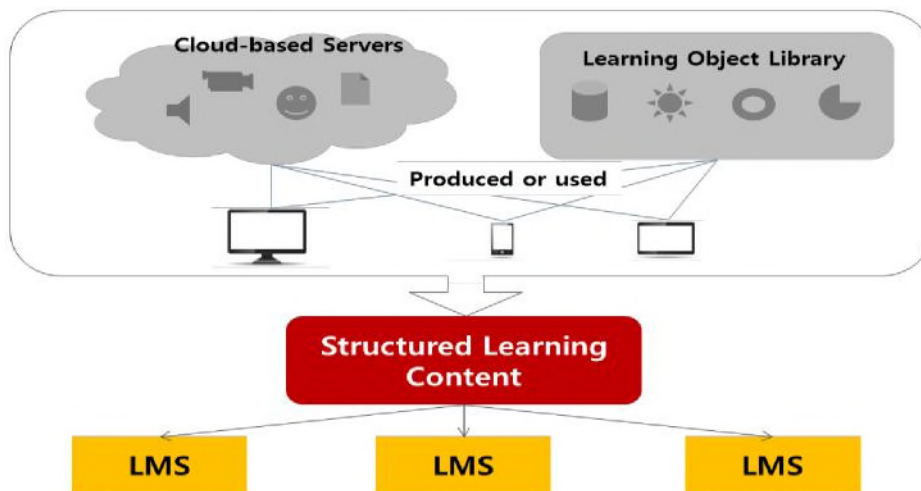 Cloud-based Servers
Learning Object Library
Produced or used
Structured Learning
Content
LMS
LMS
LMS